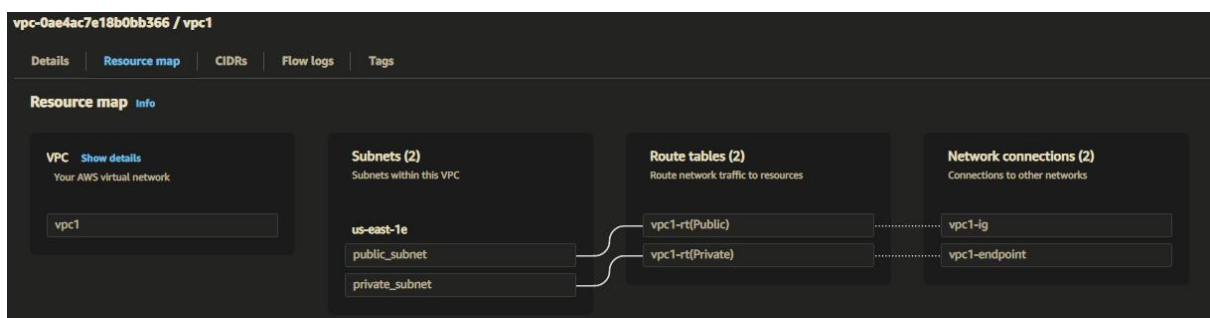 vpc-0ae4ac7e18b0bb366 / vpc1
Details Resource map CIDRs Flow logs Tags
Resource map Info
VPC Show details
Your AWS virtual network
vpc1
Subnets (2)
Subnets within this VPC
us-east-1e
public_subnet
private_subnet
Route tables (2)
Route network traffic to resources
vpc1-rt(Public)
vpc1-rt(Private)
Network connections (2)
Connections to other networks
vpc1-ig
vpc1-endpoint